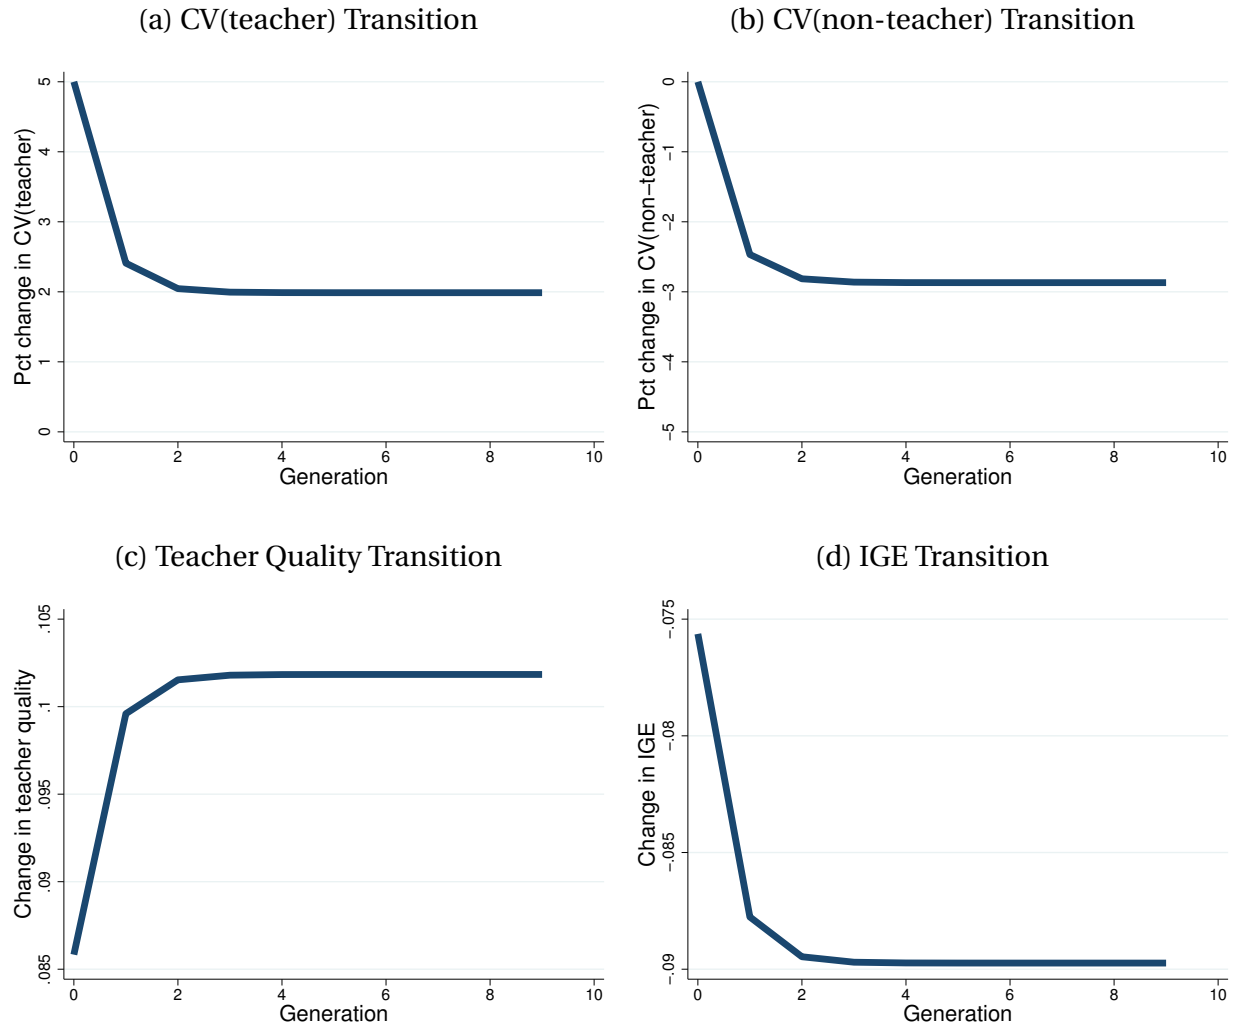 (a) CV(teacher) Transition
Pct change in CV(teacher)
5
4
3
2
1
0
0 2 4 6 8 10
Generation
(b) CV(non-teacher) Transition
Pct change in CV(non−teacher)
0
−1
−2
−3
−4
−5
0 2 4 6 8 10
Generation
(c) Teacher Quality Transition
Change in teacher quality
.105
.1
.095
.09
.085
0 2 4 6 8 10
Generation
(d) IGE Transition
Change in IGE
−.075
−.08
−.085
−.09
0 2 4 6 8 10
Generation